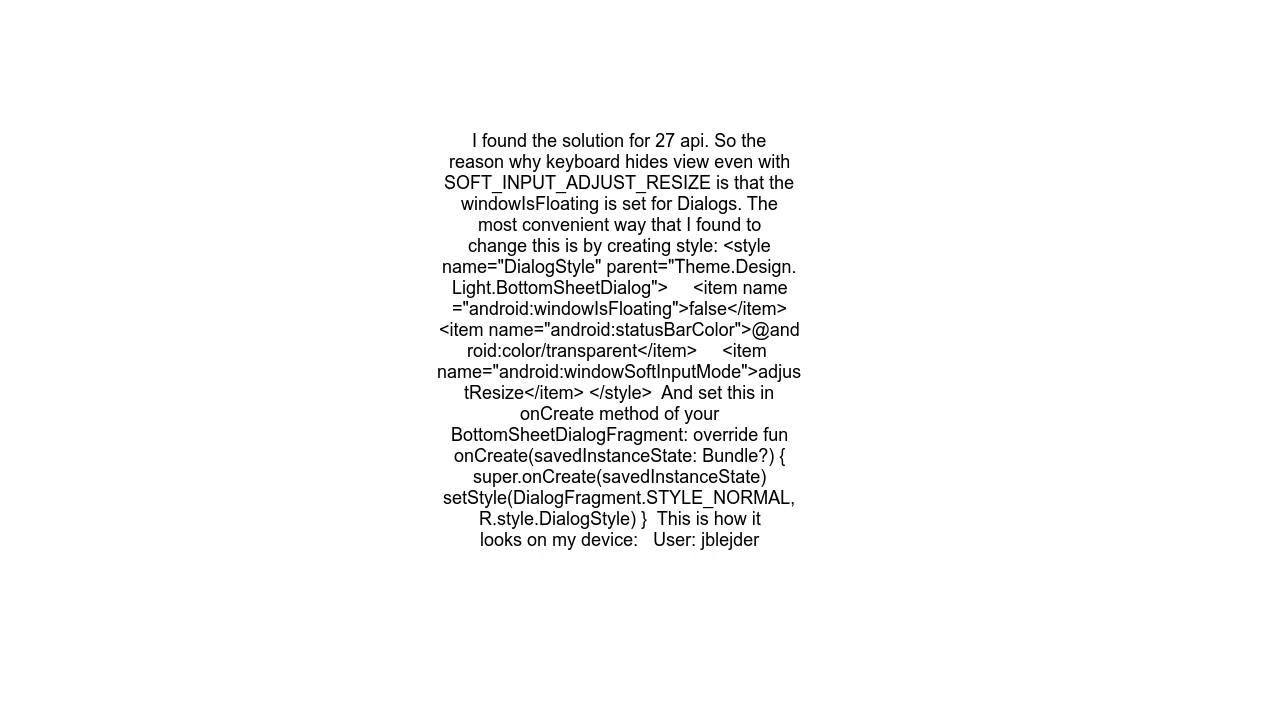 I found the solution for 27 api. So the
reason why keyboard hides view even with
SOFT_INPUT_ADJUST_RESIZE is that the
windowIsFloating is set for Dialogs. The
most convenient way that I found to
change this is by creating style: <style
name="DialogStyle" parent="Theme.Design.
Light.BottomSheetDialog">     <item name
="android:windowIsFloating">false</item>
<item name="android:statusBarColor">@and
roid:color/transparent</item>     <item
name="android:windowSoftInputMode">adjus
tResize</item> </style>  And set this in
onCreate method of your
BottomSheetDialogFragment: override fun
onCreate(savedInstanceState: Bundle?) {
super.onCreate(savedInstanceState)
setStyle(DialogFragment.STYLE_NORMAL,
R.style.DialogStyle) }  This is how it
looks on my device:   User: jblejder